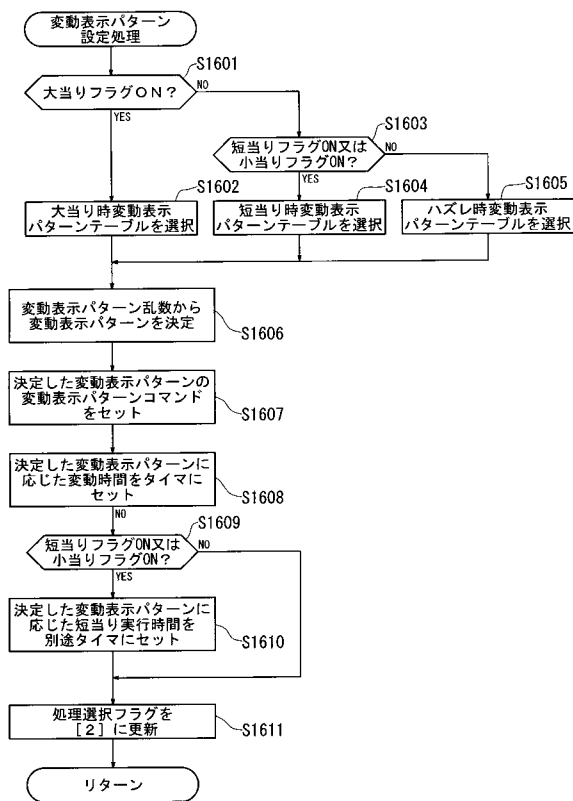 変動表示パターン
設定処理
S1601
大当りフラグON?
NO
YES
S1603
短当りフラグON又は
小当りフラグON?
NO
YES
S1602
大当り時変動表示
パターンテーブルを選択
S1604
短当り時変動表示
パターンテーブルを選択
S1605
ハズレ時変動表示
パターンテーブルを選択
変動表示パターン乱数から
変動表示パターンを決定
S1606
決定した変動表示パターンの
変動表示パターンコマンド
をセット
S1607
決定した変動表示パターンに
応じた変動時間をタイマに
セット
S1608
NO
S1609
短当りフラグON又は
小当りフラグON?
NO
YES
決定した変動表示パターンに
応じた短当り実行時間を
別途タイマにセット
S1610
処理選択フラグを
[2]に更新
S1611
リターン